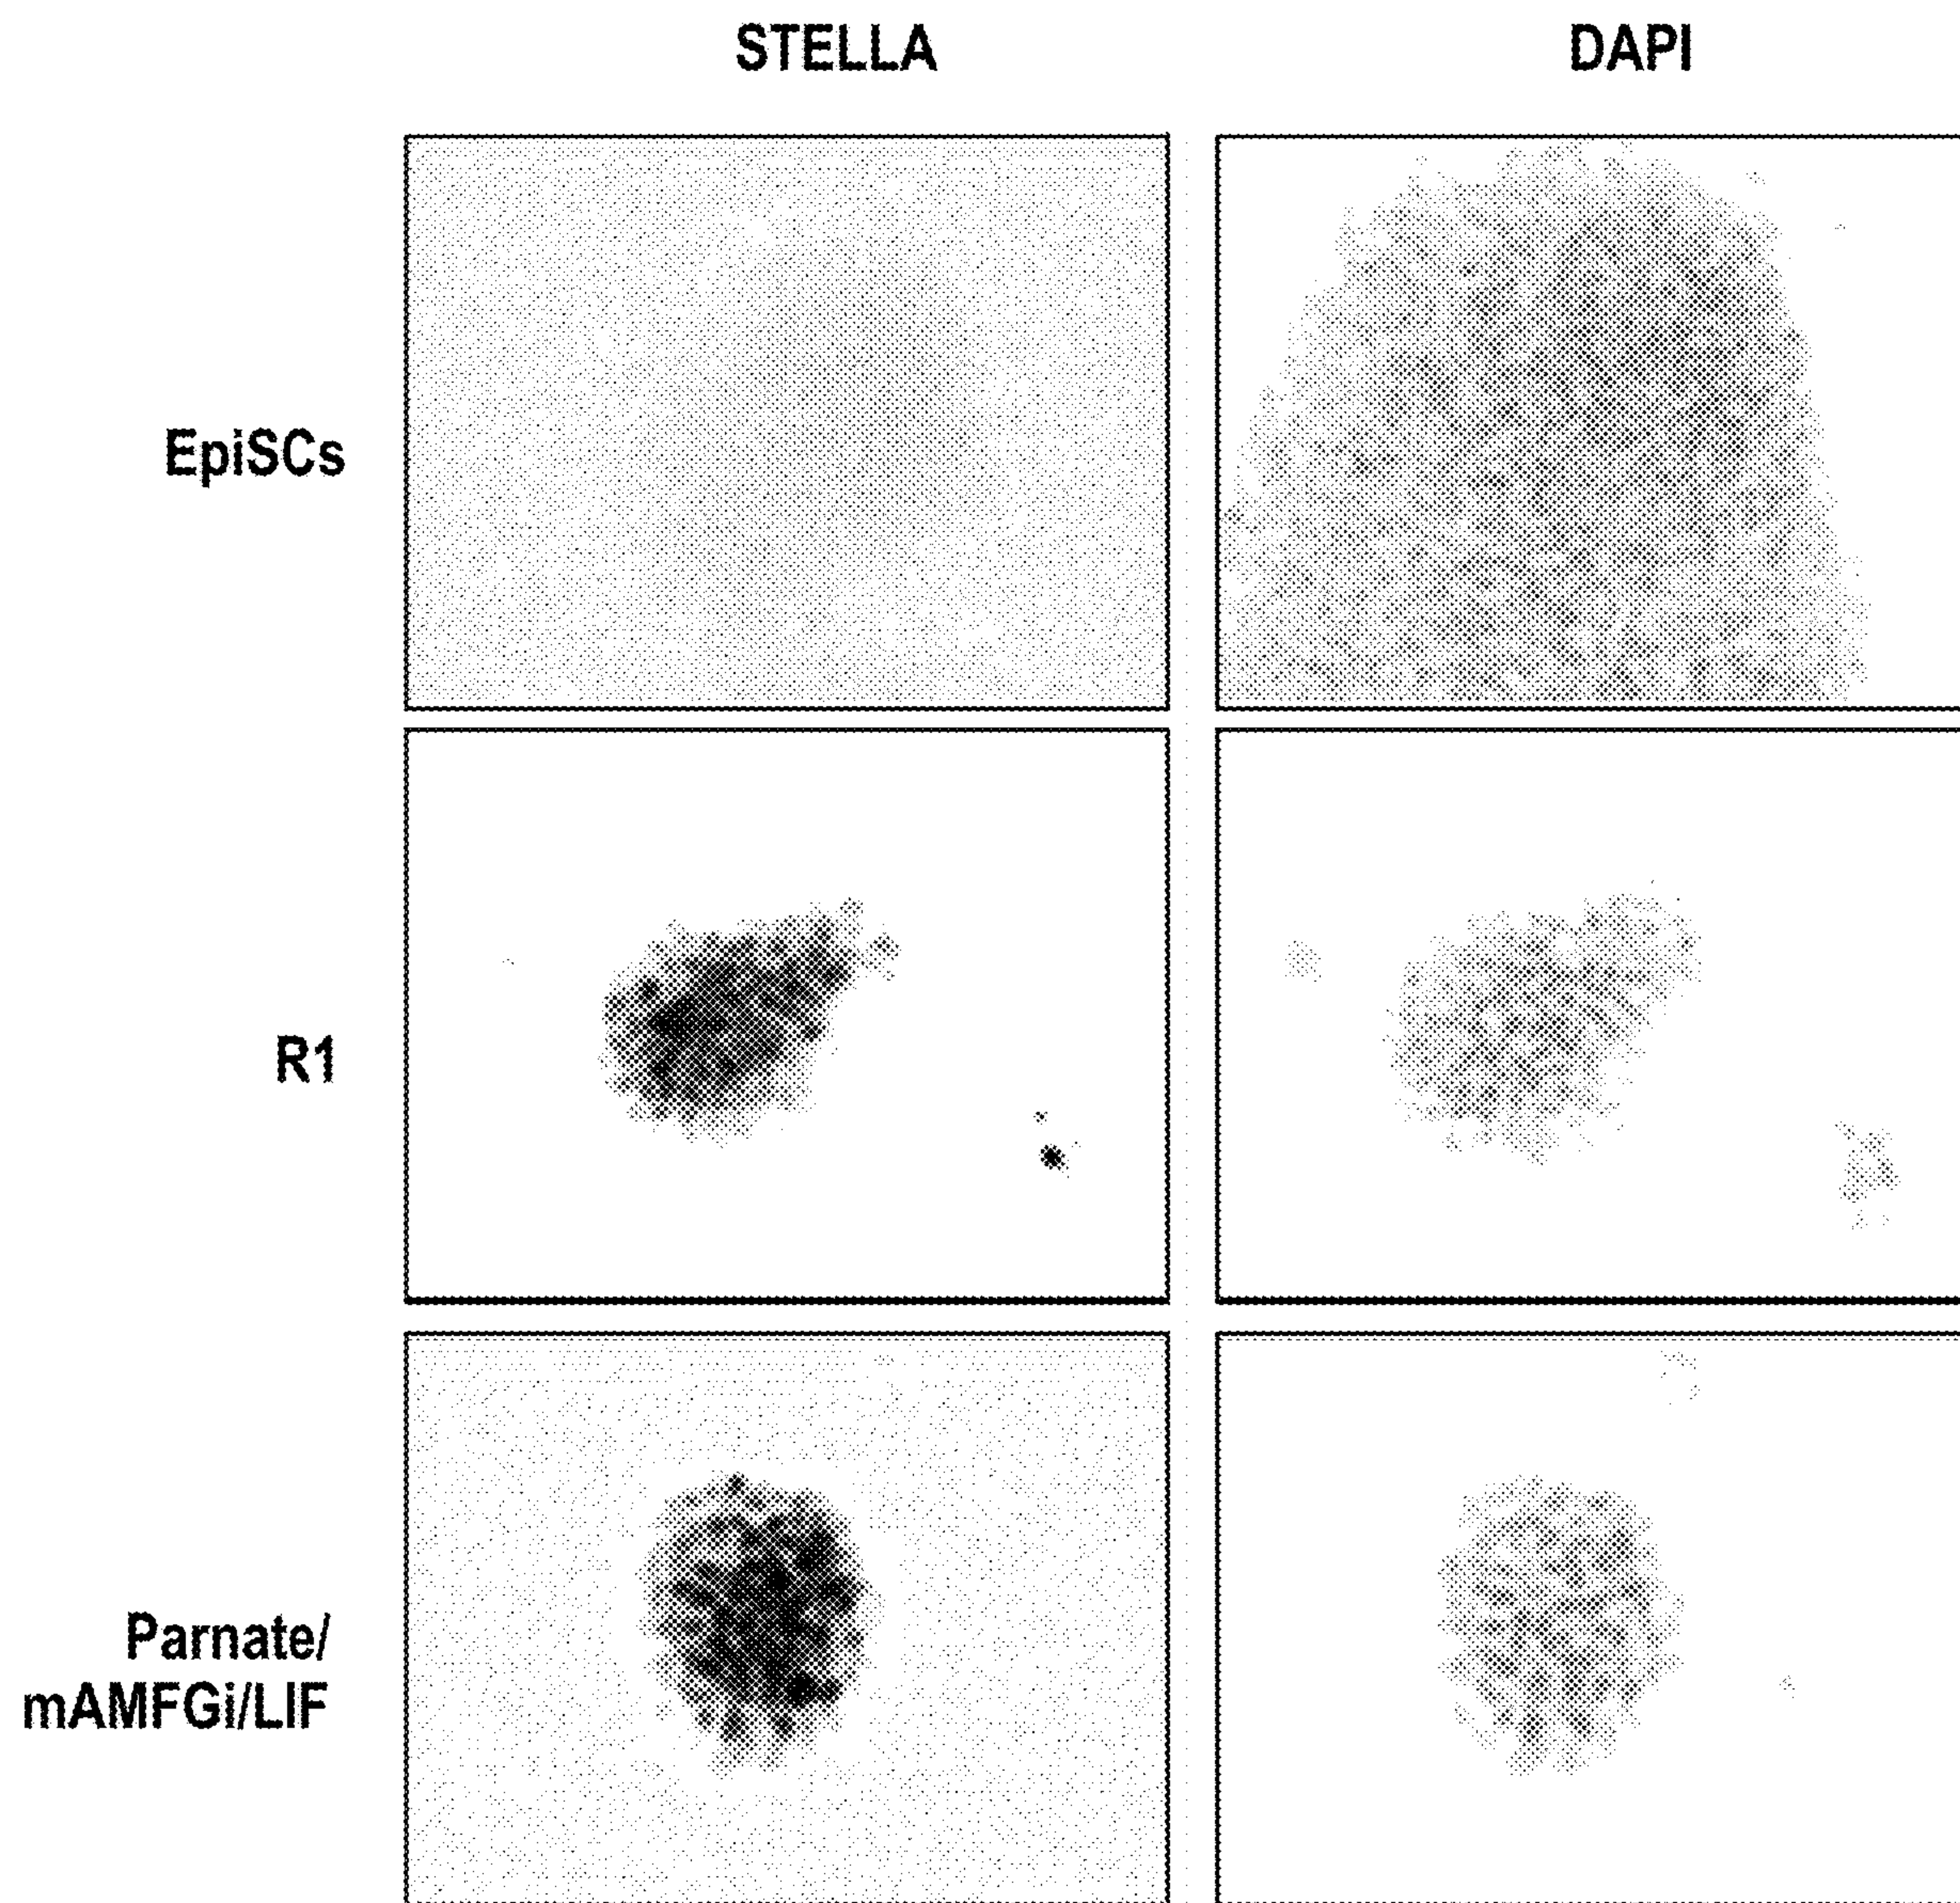 STELLA
DAPI
EpiSCs
R1
Parnate/
mAMFGi/LIF